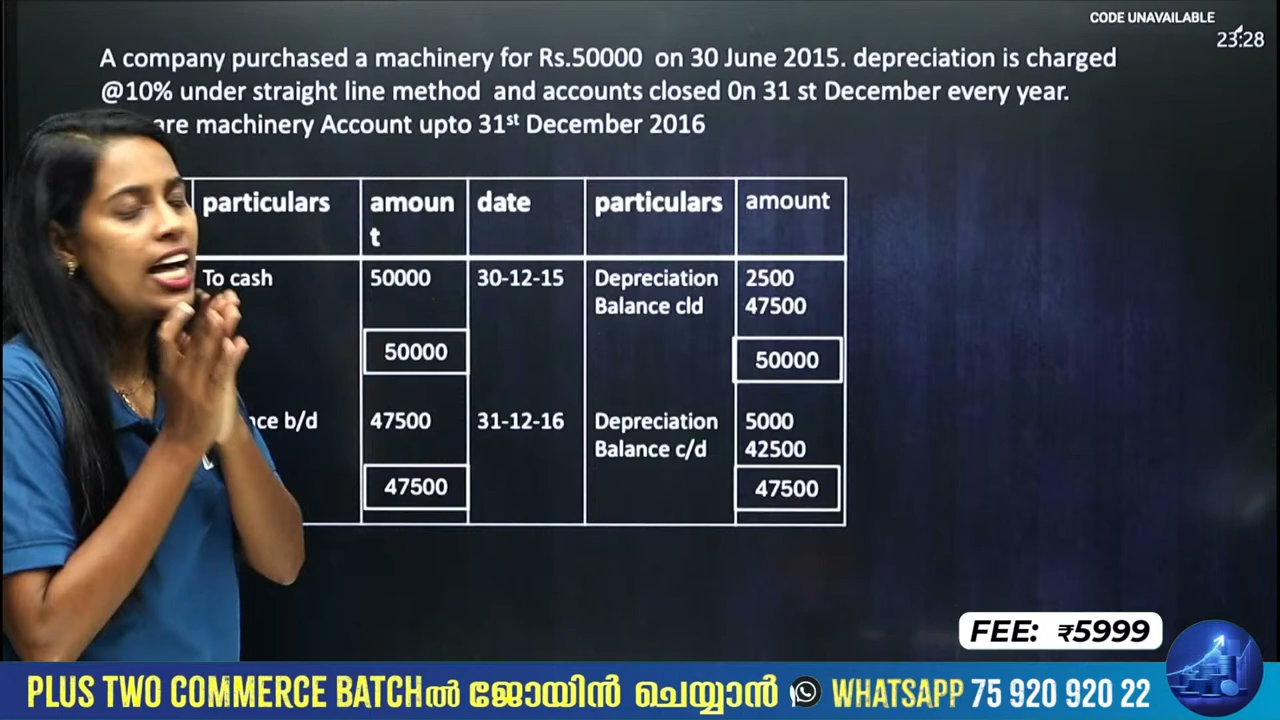 CODE UNAVAILABLE
23:28
A company purchased a machinery for Rs.50000 on 30 June 2015. depreciation is charged
@10% under straight line method and accounts closed 0n 31 st December every year.
are machinery Account upto 31st December 2016
particulars amoun date particulars amount
t
To cash 50000 30-12-15 Depreciation 2500
Balance cld 47500
50000 50000
nce b/d 47500 31-12-16 Depreciation 5000
Balance c/d 42500
47500 47500
FEE: ₹5999
PLUS TWO COMMERCE BATCHൽ ജോയിൻ ചെയ്യാൻ WHATSAPP 75 920 920 22